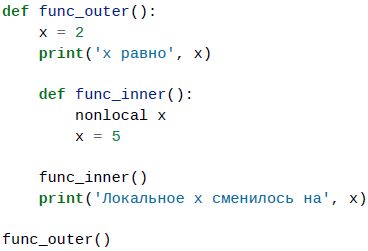 def func_outer():
    x = 2
    print('x равно', x)

    def func_inner():
        nonlocal x
        x = 5

    func_inner()
    print('Локальное x сменилось на', x)

func_outer()